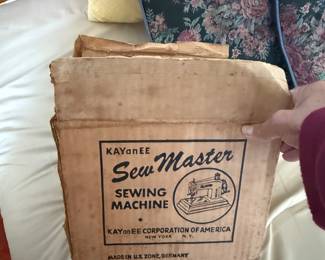 KAYanEE
Sew Master
SEWING
MACHINE
KAYanEE CORPORATION OF AMERICA
NEW YORK N. Y.
MADE IN U.S. ZONE, GERMANY